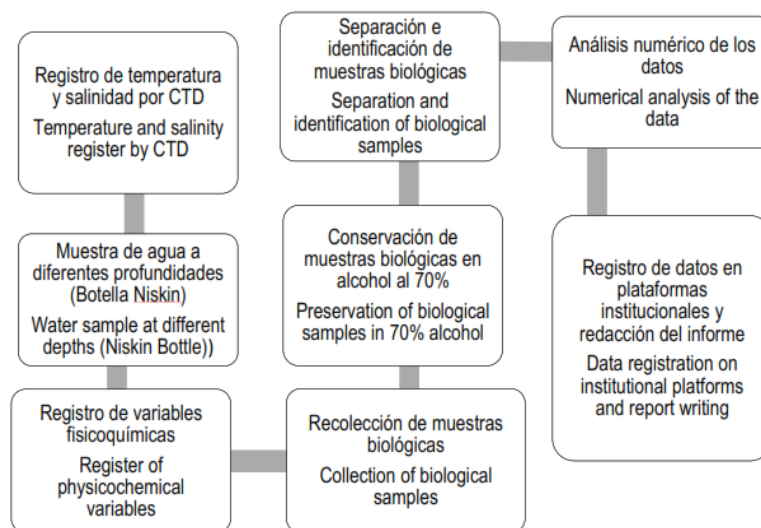 Registro de temperatura
y salinidad por CTD
Temperature and salinity
register by CTD
Muestra de agua a
diferentes profundidades
(Botella Niskin)
Water sample at different
depths (Niskin Bottle))
Registro de variables
fisicoquímicas
Register of
physicochemical
variables
Recolección de muestras
biológicas
Collection of biological
samples
Conservación de
muestras biológicas en
alcohol al 70%
Preservation of biological
samples in 70% alcohol
Separación e
identificación de
muestras biológicas
Separation and
identification of biological
samples
Análisis numérico de los
datos
Numerical analysis of the
data
Registro de datos en
plataformas
institucionales y
redacción del informe
Data registration on
institutional platforms
and report writing